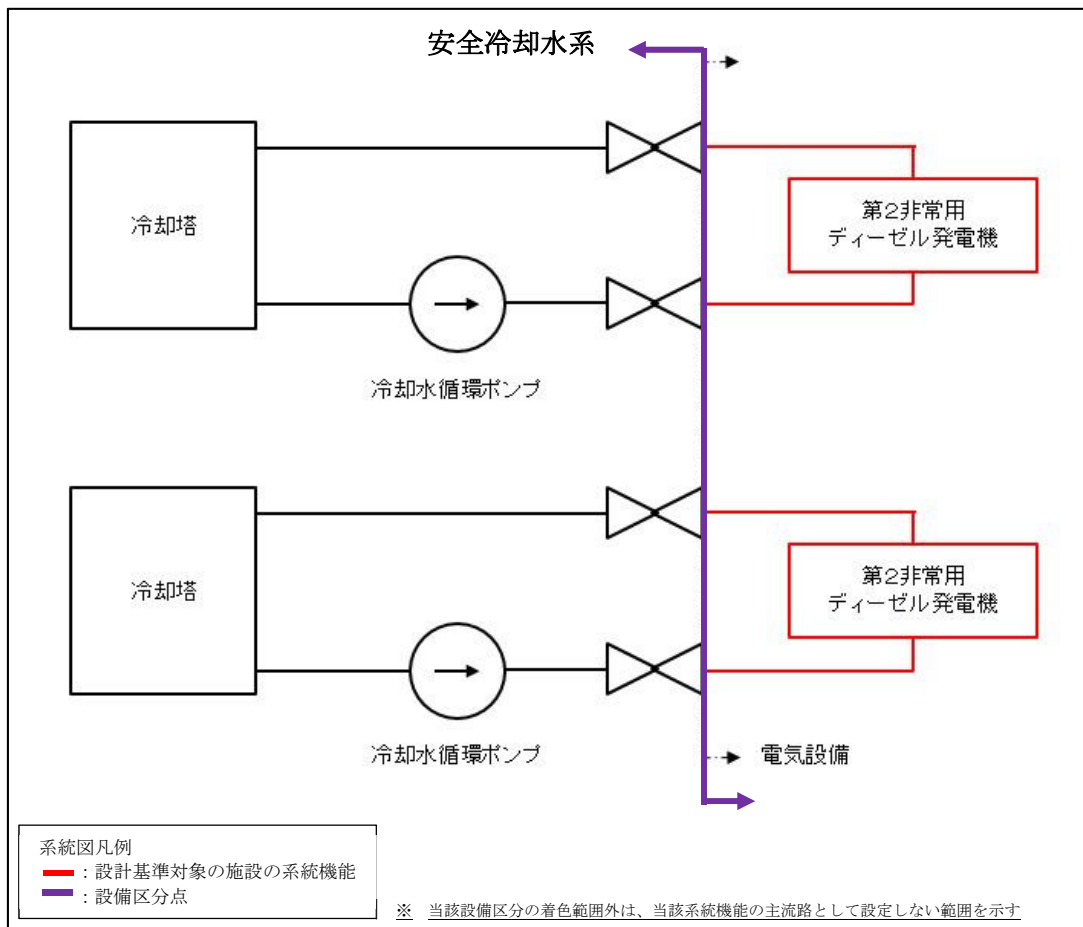 安全冷却水系
冷却塔
第2非常用
ディーゼル発電機
冷却水循環ポンプ
冷却塔
第2非常用
ディーゼル発電機
冷却水循環ポンプ
電気設備
系統図凡例
：設計基準対象の施設の系統機能
：設備区分点
※ 当該設備区分の着色範囲外は、当該系統機能の主流路として設定しない範囲を示す